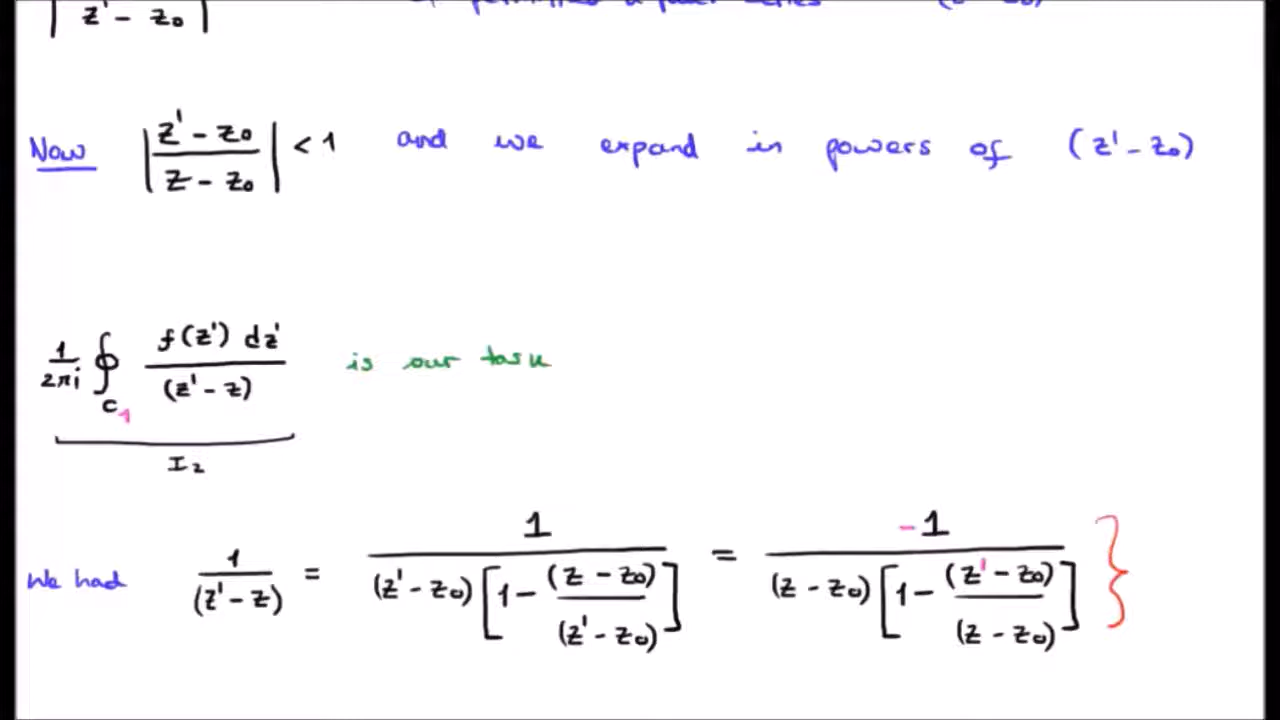 | z' - z₀ |
Now |z' - z₀ / z - z₀| < 1 and we expand in powers of (z' - z₀)
1/2πi ∮_C₁ f(z') dz' / (z' - z) is our task
I₂
We had 1/(z' - z) = 1 / (z' - z₀)[1 - (z - z₀)/(z' - z₀)] = -1 / (z - z₀)[1 - (z' - z₀)/(z - z₀)] }